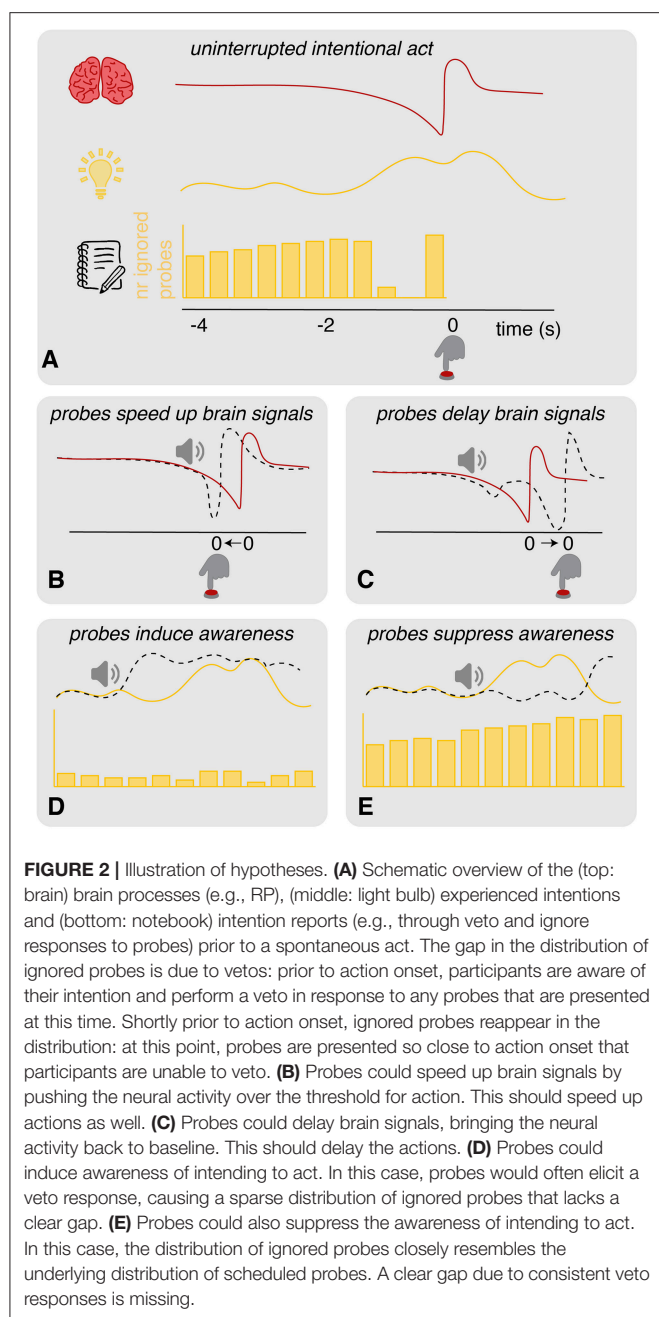 uninterrupted intentional act
nr ignored
probes
-4
-2
0
time (s)
A
probes speed up brain signals
0←0
B
probes delay brain signals
0→0
C
probes induce awareness
D
probes suppress awareness
E
FIGURE 2 | Illustration of hypotheses. (A) Schematic overview of the (top:
brain) brain processes (e.g., RP), (middle: light bulb) experienced intentions
and (bottom: notebook) intention reports (e.g., through veto and ignore
responses to probes) prior to a spontaneous act. The gap in the distribution of
ignored probes is due to vetos: prior to action onset, participants are aware of
their intention and perform a veto in response to any probes that are presented
at this time. Shortly prior to action onset, ignored probes reappear in the
distribution: at this point, probes are presented so close to action onset that
participants are unable to veto. (B) Probes could speed up brain signals by
pushing the neural activity over the threshold for action. This should speed up
actions as well. (C) Probes could delay brain signals, bringing the neural
activity back to baseline. This should delay the actions. (D) Probes could
induce awareness of intending to act. In this case, probes would often elicit a
veto response, causing a sparse distribution of ignored probes that lacks a
clear gap. (E) Probes could also suppress the awareness of intending to act.
In this case, the distribution of ignored probes closely resembles the
underlying distribution of scheduled probes. A clear gap due to consistent veto
responses is missing.